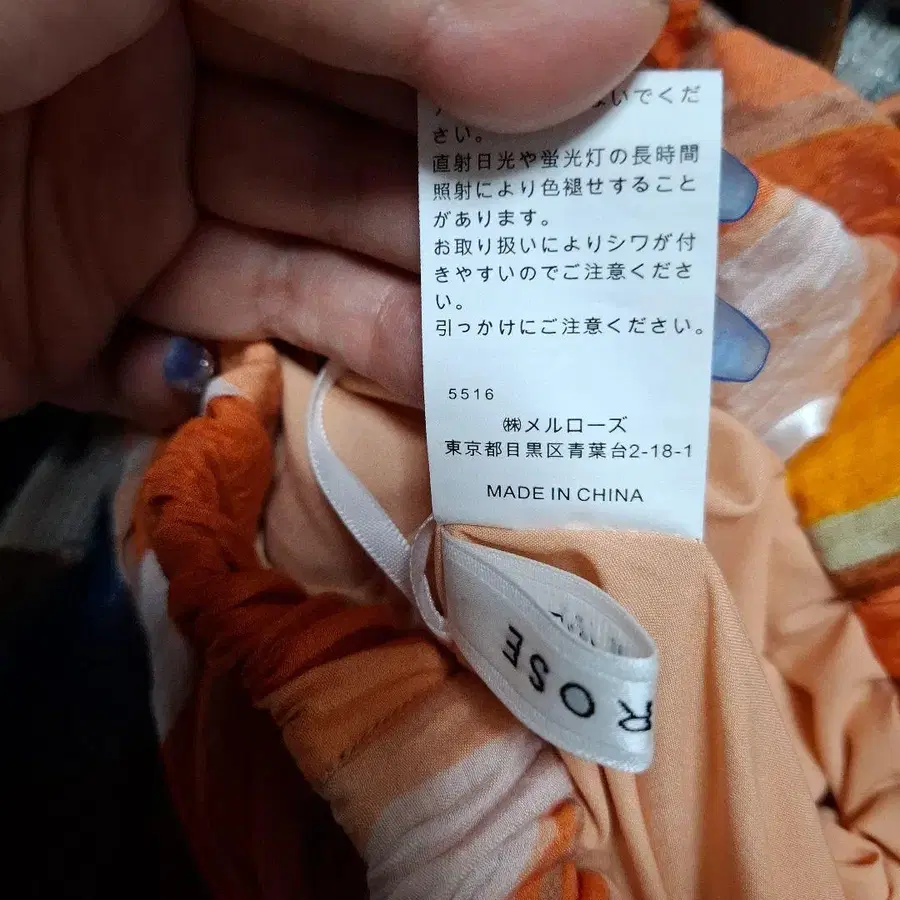 いでくだ
さい。
直射日光や蛍光灯の長時間
照射により色褪せすること
があります。
お取り扱いによりシワが付
きやすいのでご注意くださ
い。
引っかけにご注意ください。
5516
㈱メルローズ
東京都目黒区青葉台2-18-1
MADE IN CHINA
ROSE